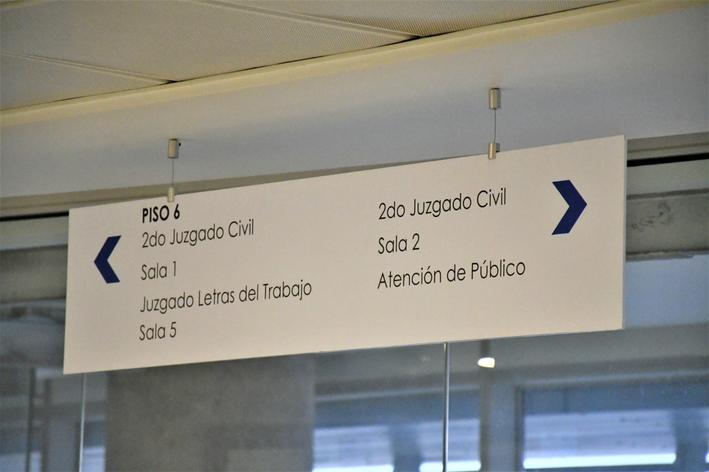 PISO 6
2do Juzgado Civil
Sala 1
Juzgado Letras del Trabajo
Sala 5
2do Juzgado Civil
Sala 2
Atención de Público